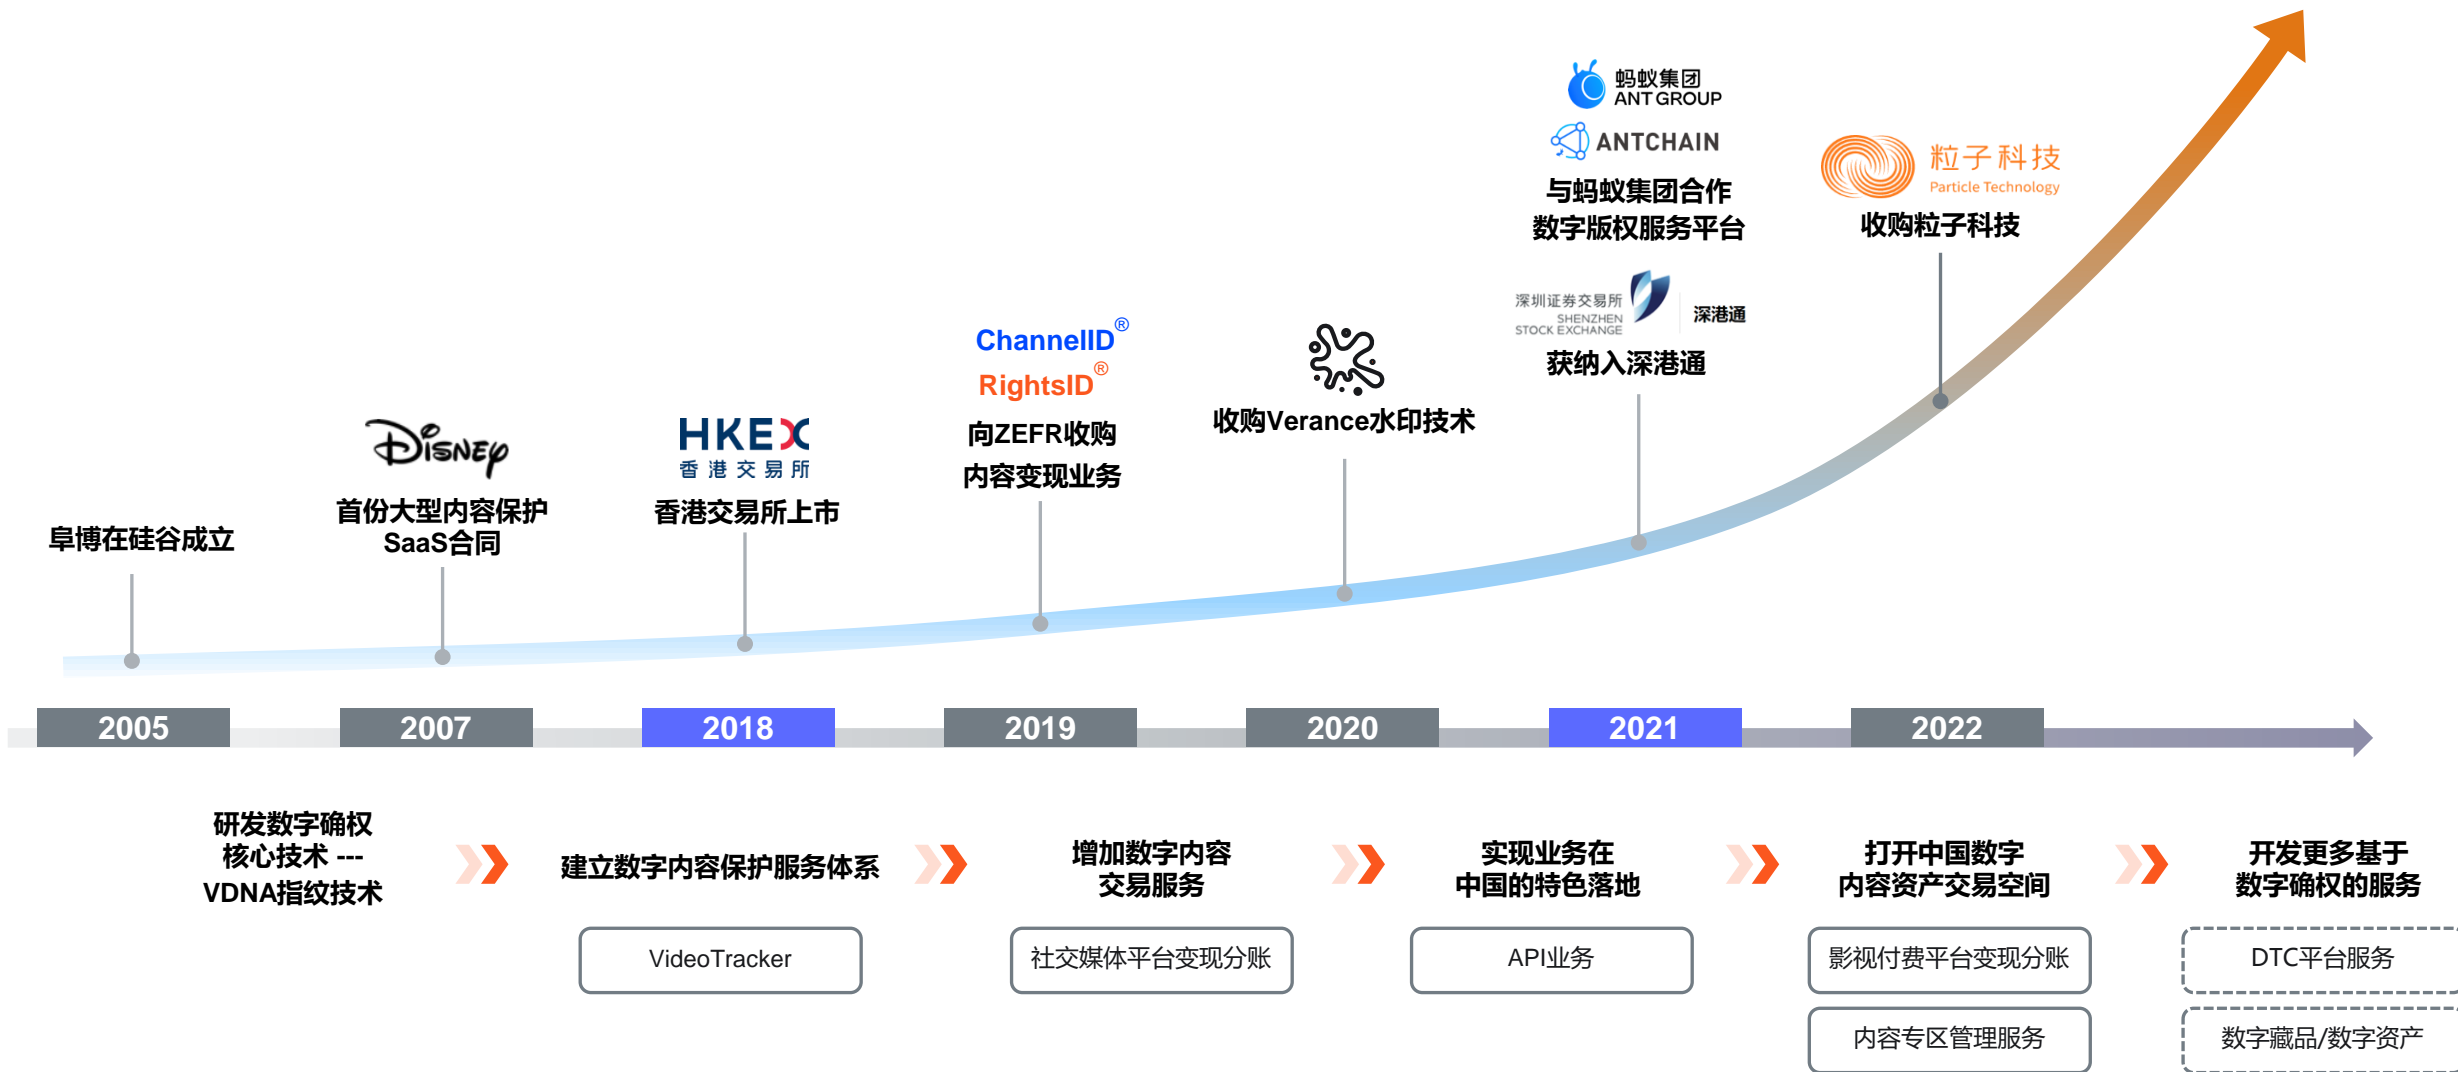 蚂蚁集团
ANT GROUP
ANTCHAIN
与蚂蚁集团合作
数字版权服务平台
粒子科技
Particle Technology
收购粒子科技
深圳证券交易所
SHENZHEN
STOCK EXCHANGE
深港通
获纳入深港通
ChannelID®
RightsID®
向ZEFR收购
内容变现业务
收购Verance水印技术
DISNEY
首份大型内容保护
SaaS合同
HKEX
香港交易所
香港交易所上市
阜博在硅谷成立
2005
2007
2018
2019
2020
2021
2022
研发数字确权
核心技术 ---
VDNA指纹技术
建立数字内容保护服务体系
VideoTracker
增加数字内容
交易服务
社交媒体平台变现分账
实现业务在
中国的特色落地
API业务
打开中国数字
内容资产交易空间
影视付费平台变现分账
内容专区管理服务
开发更多基于
数字确权的服务
DTC平台服务
数字藏品/数字资产